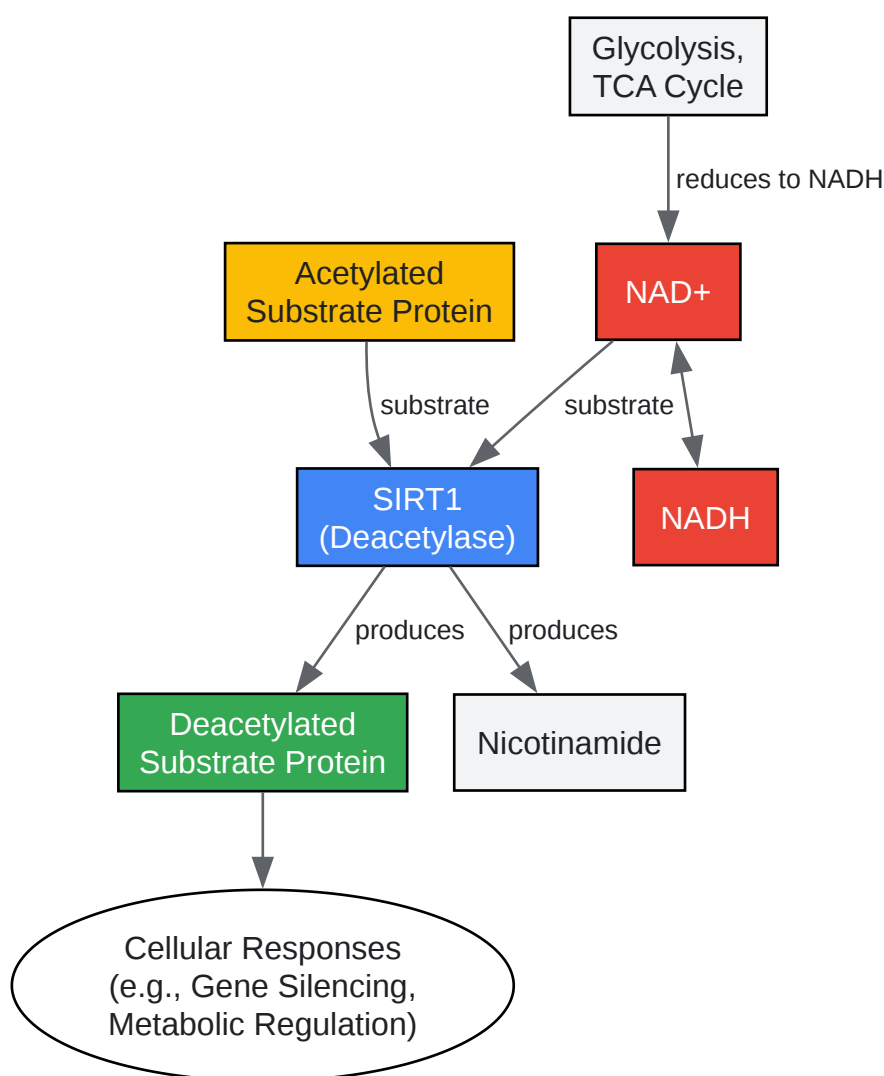 Glycolysis,
TCA Cycle
reduces to NADH
Acetylated
Substrate Protein
NAD+
substrate
substrate
SIRT1
(Deacetylase)
NADH
produces
produces
Deacetylated
Substrate Protein
Nicotinamide
Cellular Responses
(e.g., Gene Silencing,
Metabolic Regulation)